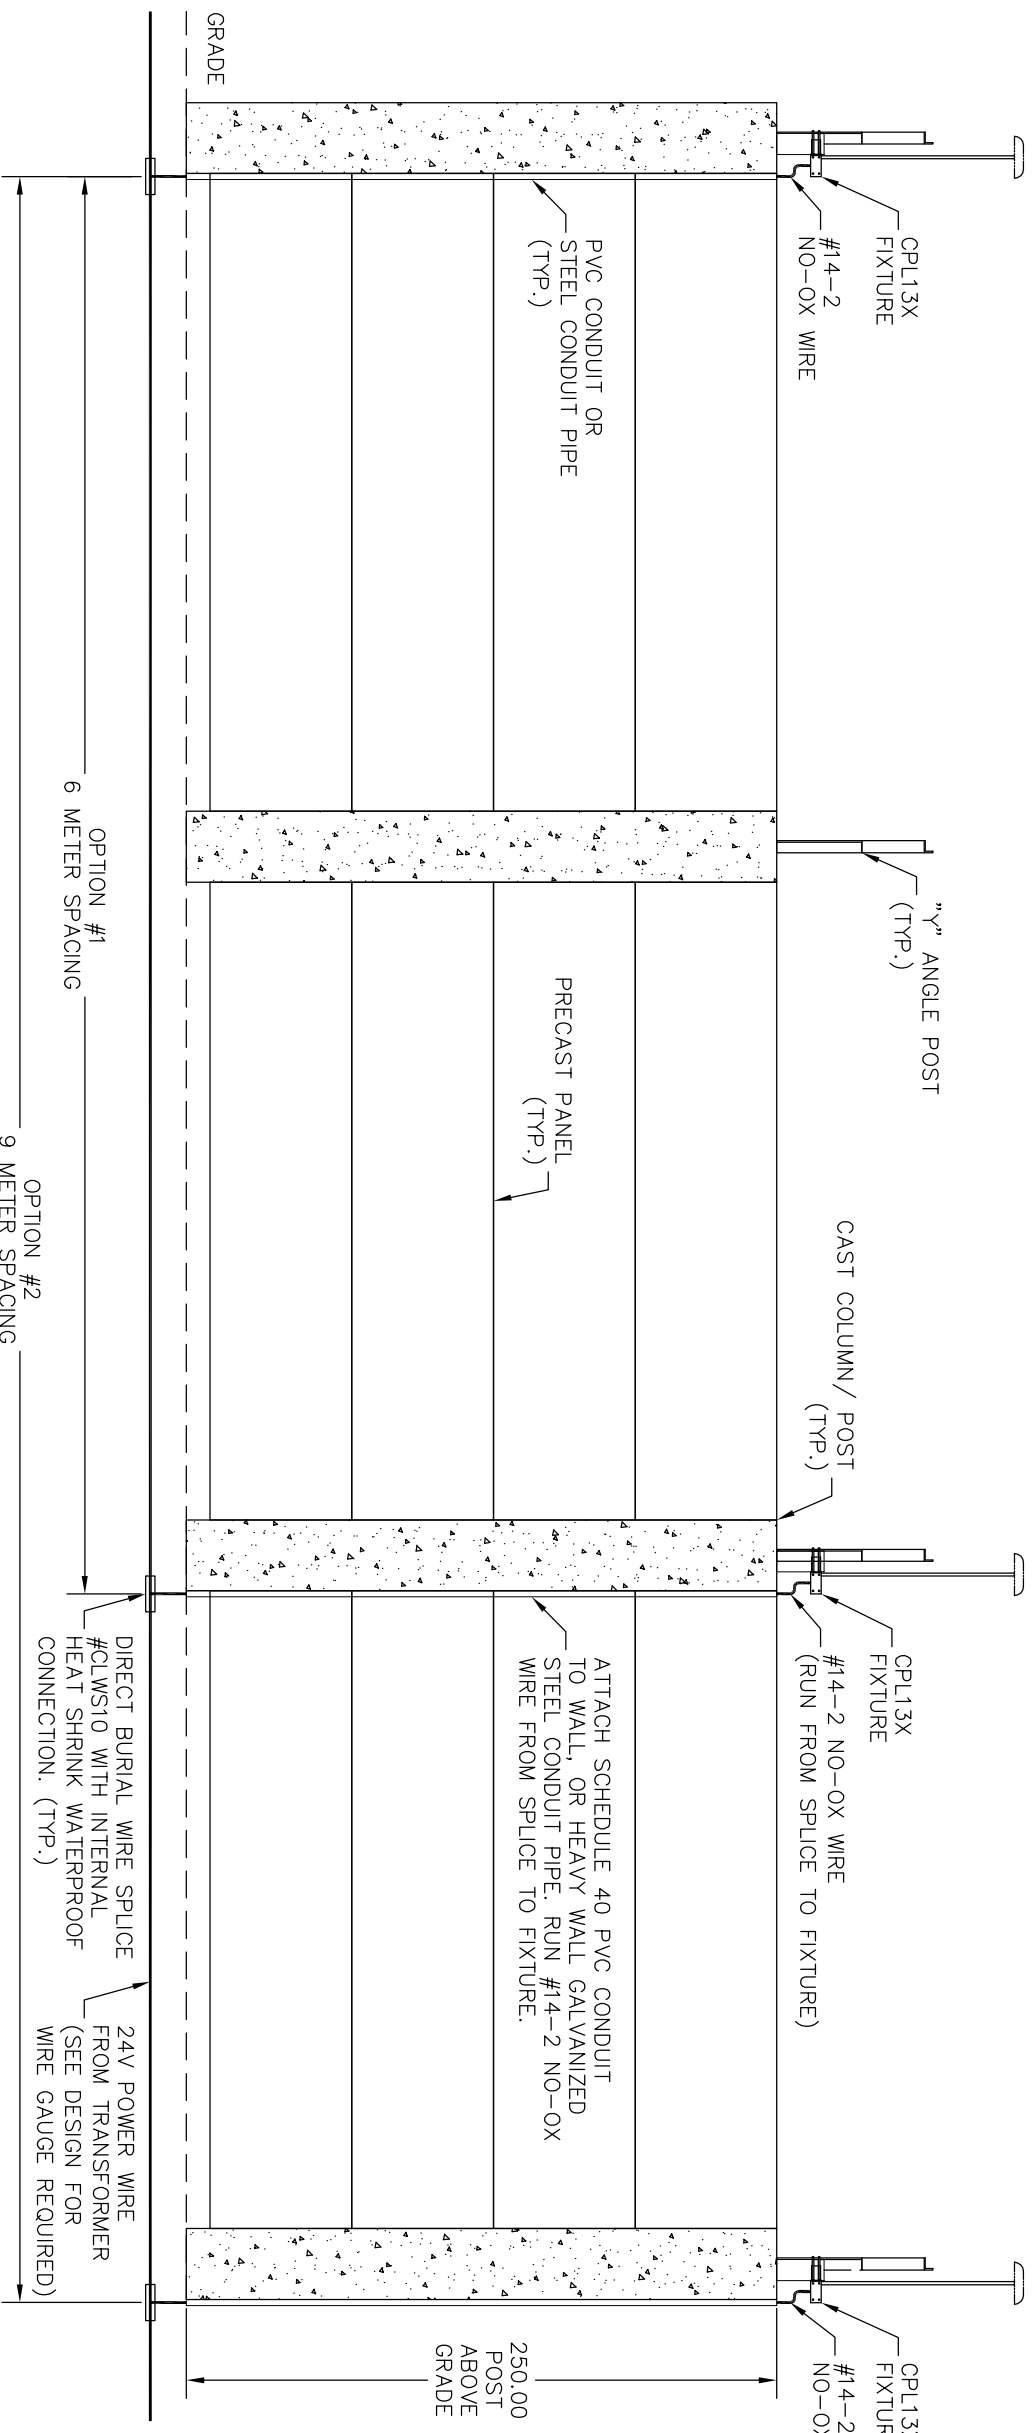 GRADE
CPL13X
FIXTURE
#14-2
NO-OX WIRE
PVC CONDUIT OR
STEEL CONDUIT PIPE
(TYP.)
"Y" ANGLE POST
(TYP.)
PRECAST PANEL
(TYP.)
CAST COLUMN/ POST
(TYP.)
CPL13X
FIXTURE
#14-2 NO-OX WIRE
(RUN FROM SPLICE TO FIXTURE)
ATTACH SCHEDULE 40 PVC CONDUIT
TO WALL, OR HEAVY WALL GALVANIZED
STEEL CONDUIT PIPE. RUN #14-2 NO-OX
WIRE FROM SPLICE TO FIXTURE.
OPTION #1
6 METER SPACING
OPTION #2
9 METER SPACING
DIRECT BURIAL WIRE SPLICE
#CLWS10 WITH INTERNAL
HEAT SHRINK WATERPROOF
CONNECTION. (TYP.)
24V POWER WIRE
FROM TRANSFORMER
(SEE DESIGN FOR
WIRE GAUGE REQUIRED)
250.00
POST
ABOVE
GRADE
#14-2